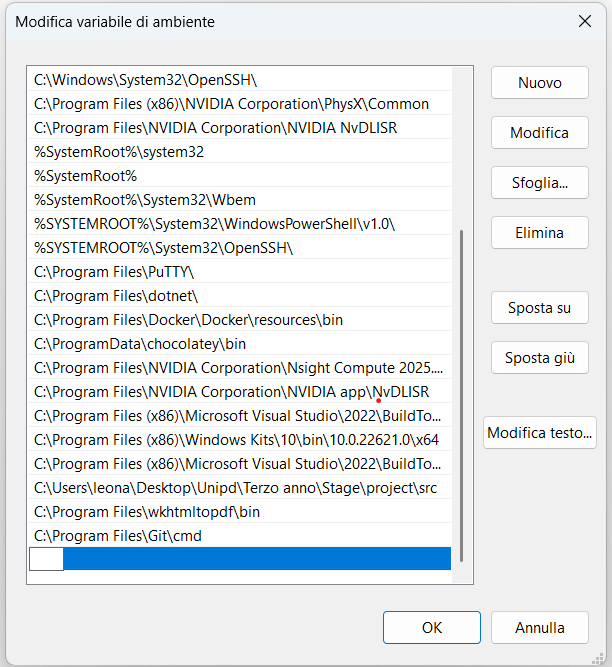 Modifica variabile di ambiente
C:\Windows\System32\OpenSSH\
C:\Program Files (x86)\NVIDIA Corporation\PhysX\Common
C:\Program Files\NVIDIA Corporation\NVIDIA NvDLISR
%SystemRoot%\system32
%SystemRoot%
%SystemRoot%\System32\Wbem
%SYSTEMROOT%\System32\WindowsPowerShell\v1.0\
%SYSTEMROOT%\System32\OpenSSH\
C:\Program Files\PuTTY\
C:\Program Files\dotnet\
C:\Program Files\Docker\Docker\resources\bin
C:\ProgramData\chocolatey\bin
C:\Program Files\NVIDIA Corporation\Nsight Compute 2025....
C:\Program Files\NVIDIA Corporation\NVIDIA app\NvDLISR
C:\Program Files (x86)\Microsoft Visual Studio\2022\BuildTo...
C:\Program Files (x86)\Windows Kits\10\bin\10.0.22621.0\x64
C:\Program Files (x86)\Microsoft Visual Studio\2022\BuildTo...
C:\Users\leona\Desktop\Unipd\Terzo anno\Stage\project\src
C:\Program Files\wkhtmltopdf\bin
C:\Program Files\Git\cmd
Nuovo
Modifica
Sfoglia...
Elimina
Sposta su
Sposta giù
Modifica testo...
OK
Annulla